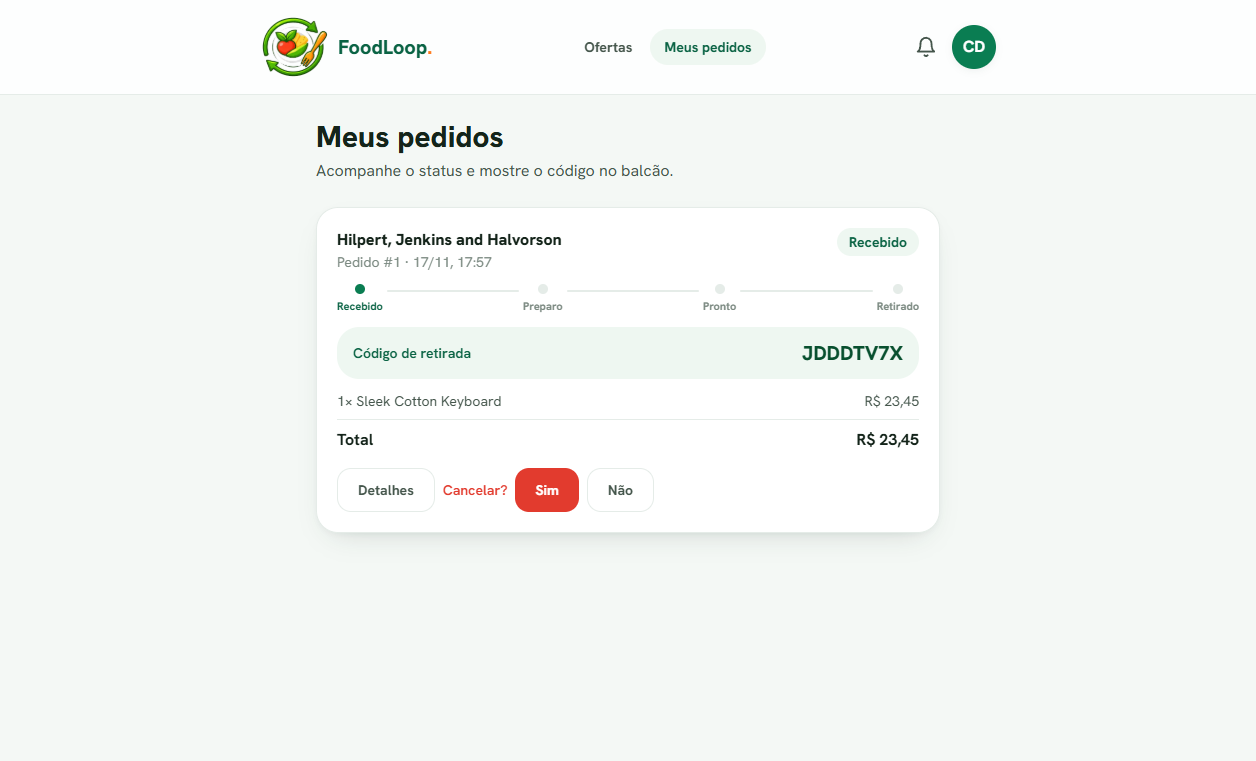 FoodLoop.
Ofertas
Meus pedidos
CD
Meus pedidos
Acompanhe o status e mostre o código no balcão.
Hilpert, Jenkins and Halvorson
Recebido
Pedido #1 · 17/11, 17:57
Recebido
Preparo
Pronto
Retirado
Código de retirada
JDDDTV7X
1× Sleek Cotton Keyboard
R$ 23,45
Total
R$ 23,45
Detalhes
Cancelar?
Sim
Não